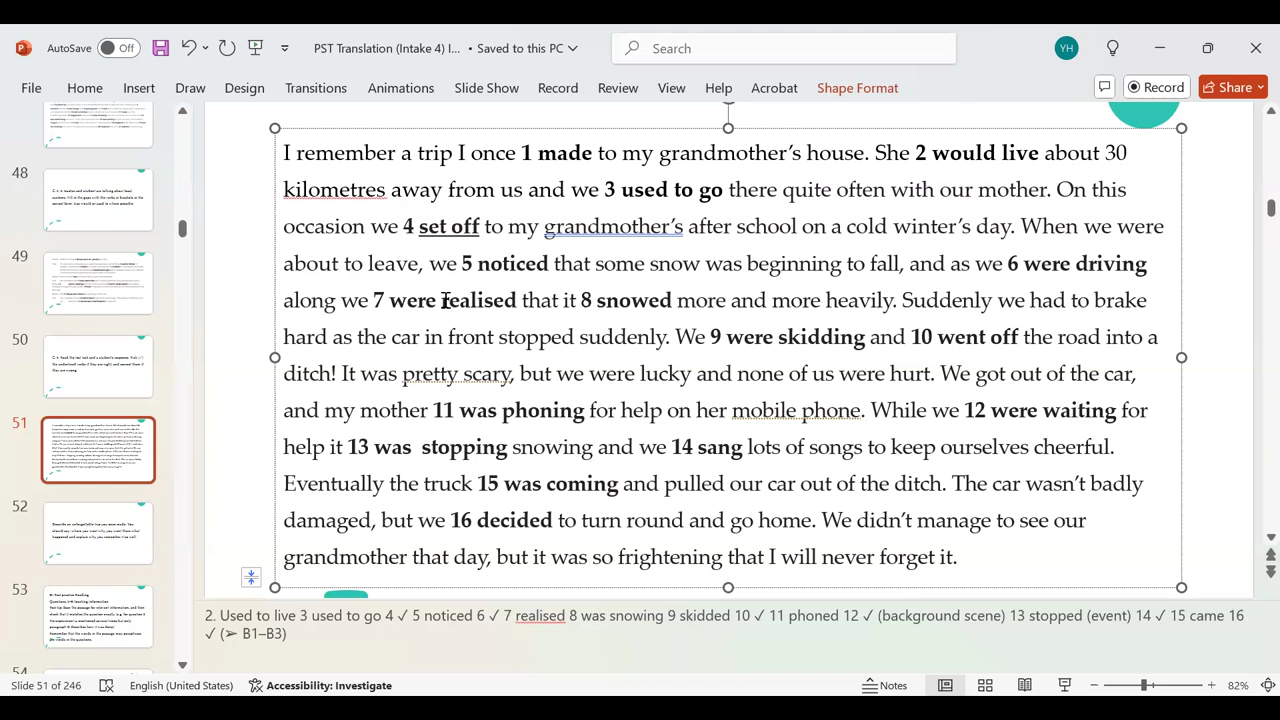 AutoSave Off PST Translation (Intake 4) I... • Saved to this PC Search YH
File Home Insert Draw Design Transitions Animations Slide Show Record Review View Help Acrobat Shape Format Record Share
48
49
50
51
52
53
54
I remember a trip I once 1 made to my grandmother's house. She 2 would live about 30
kilometres away from us and we 3 used to go there quite often with our mother. On this
occasion we 4 set off to my grandmother's after school on a cold winter's day. When we were
about to leave, we 5 noticed that some snow was beginning to fall, and as we 6 were driving
along we 7 were realised that it 8 snowed more and more heavily. Suddenly we had to brake
hard as the car in front stopped suddenly. We 9 were skidding and 10 went off the road into a
ditch! It was pretty scary, but we were lucky and none of us were hurt. We got out of the car,
and my mother 11 was phoning for help on her mobile phone. While we 12 were waiting for
help it 13 was stopping snowing and we 14 sang lots of songs to keep ourselves cheerful.
Eventually the truck 15 was coming and pulled our car out of the ditch. The car wasn't badly
damaged, but we 16 decided to turn round and go home. We didn't manage to see our
grandmother that day, but it was so frightening that I will never forget it.
2. Used to live 3 used to go 4 ✓ 5 noticed 6 ✓ 7 reased 8 was snowing 9 skidded 10 ✓ 11 phoned 12 ✓ (background scene) 13 stopped (event) 14 ✓ 15 came 16
✓ (➢ B1–B3)
Slide 51 of 246 English (United States) Accessibility: Investigate Notes 82%